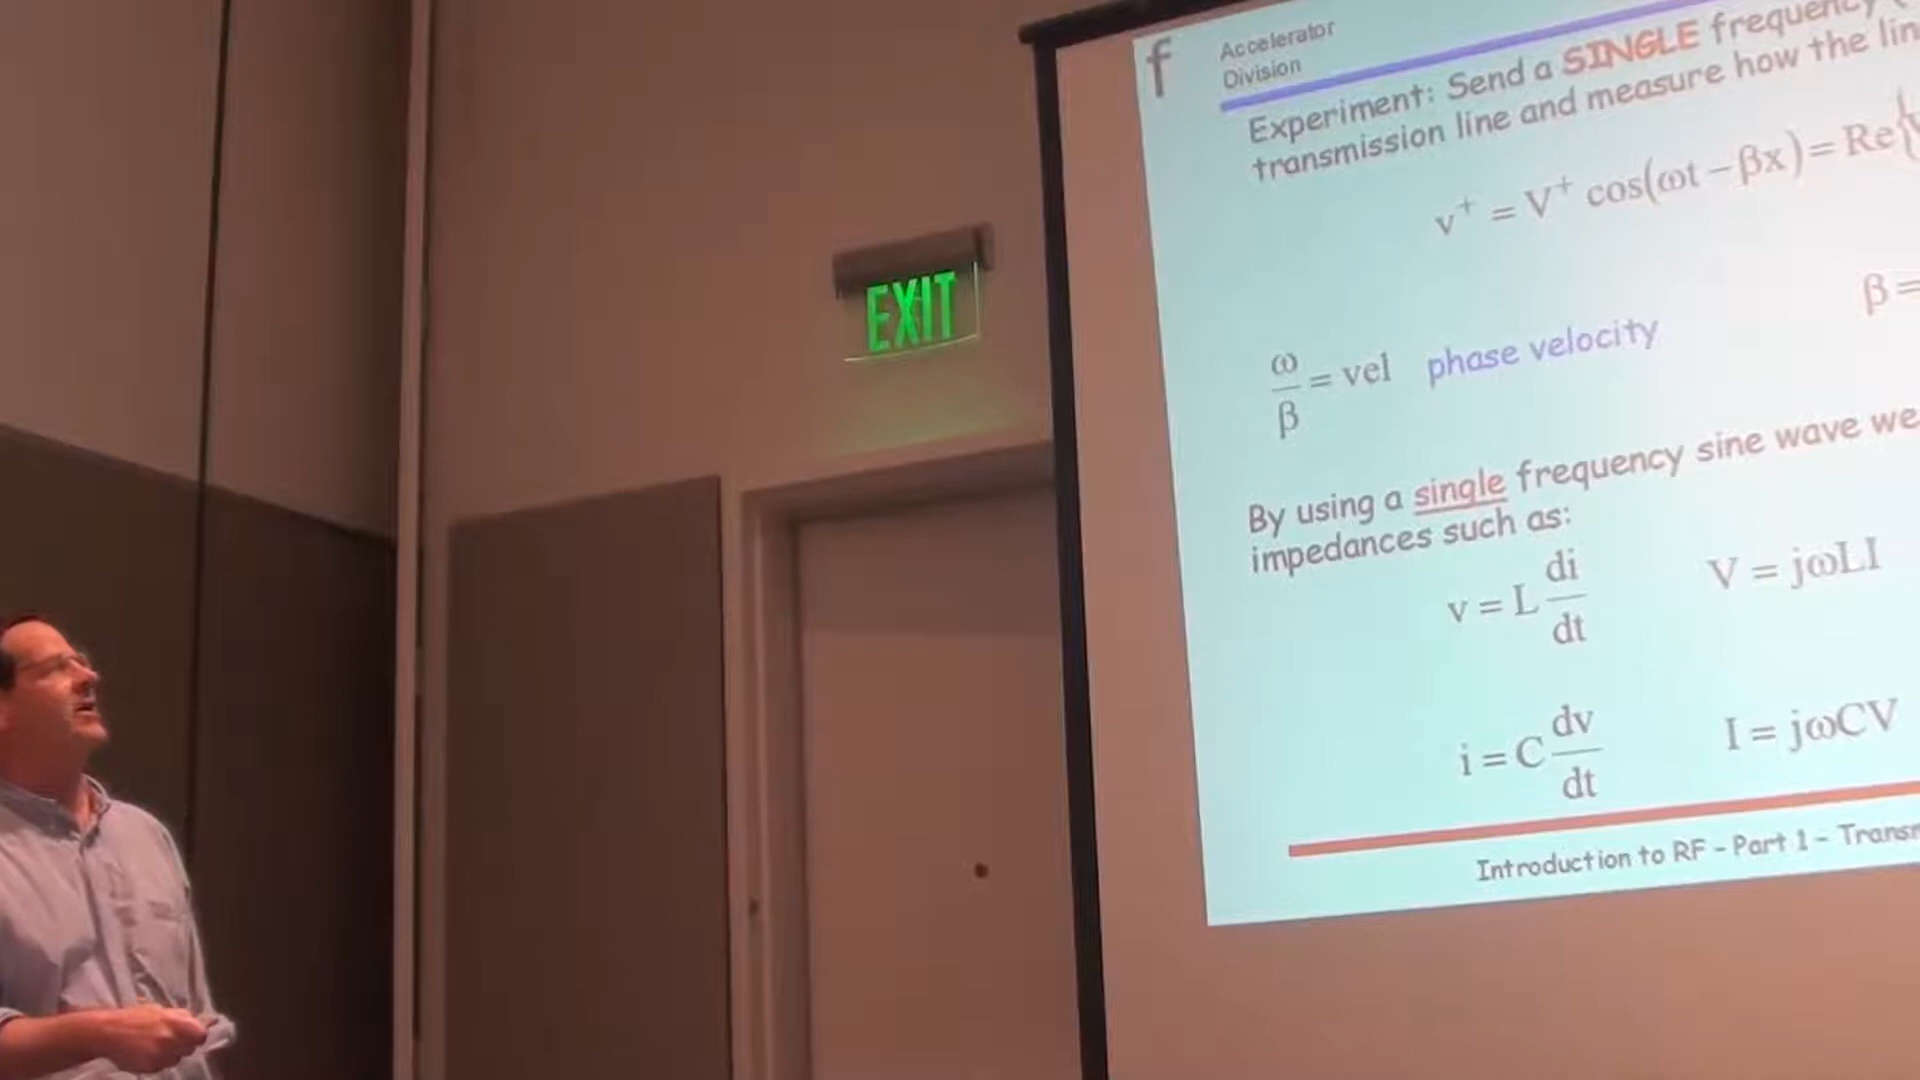 EXIT
f
Accelerator
Division
Experiment: Send a SINGLE frequency
transmission line and measure how the
v⁺ = V⁺ cos(ωt − βx) = Re{
β =
ω/β = vel phase velocity
By using a single frequency sine wave we
impedances such as:
v = L di/dt V = jωLI
i = C dv/dt I = jωCV
Introduction to RF - Part 1 -